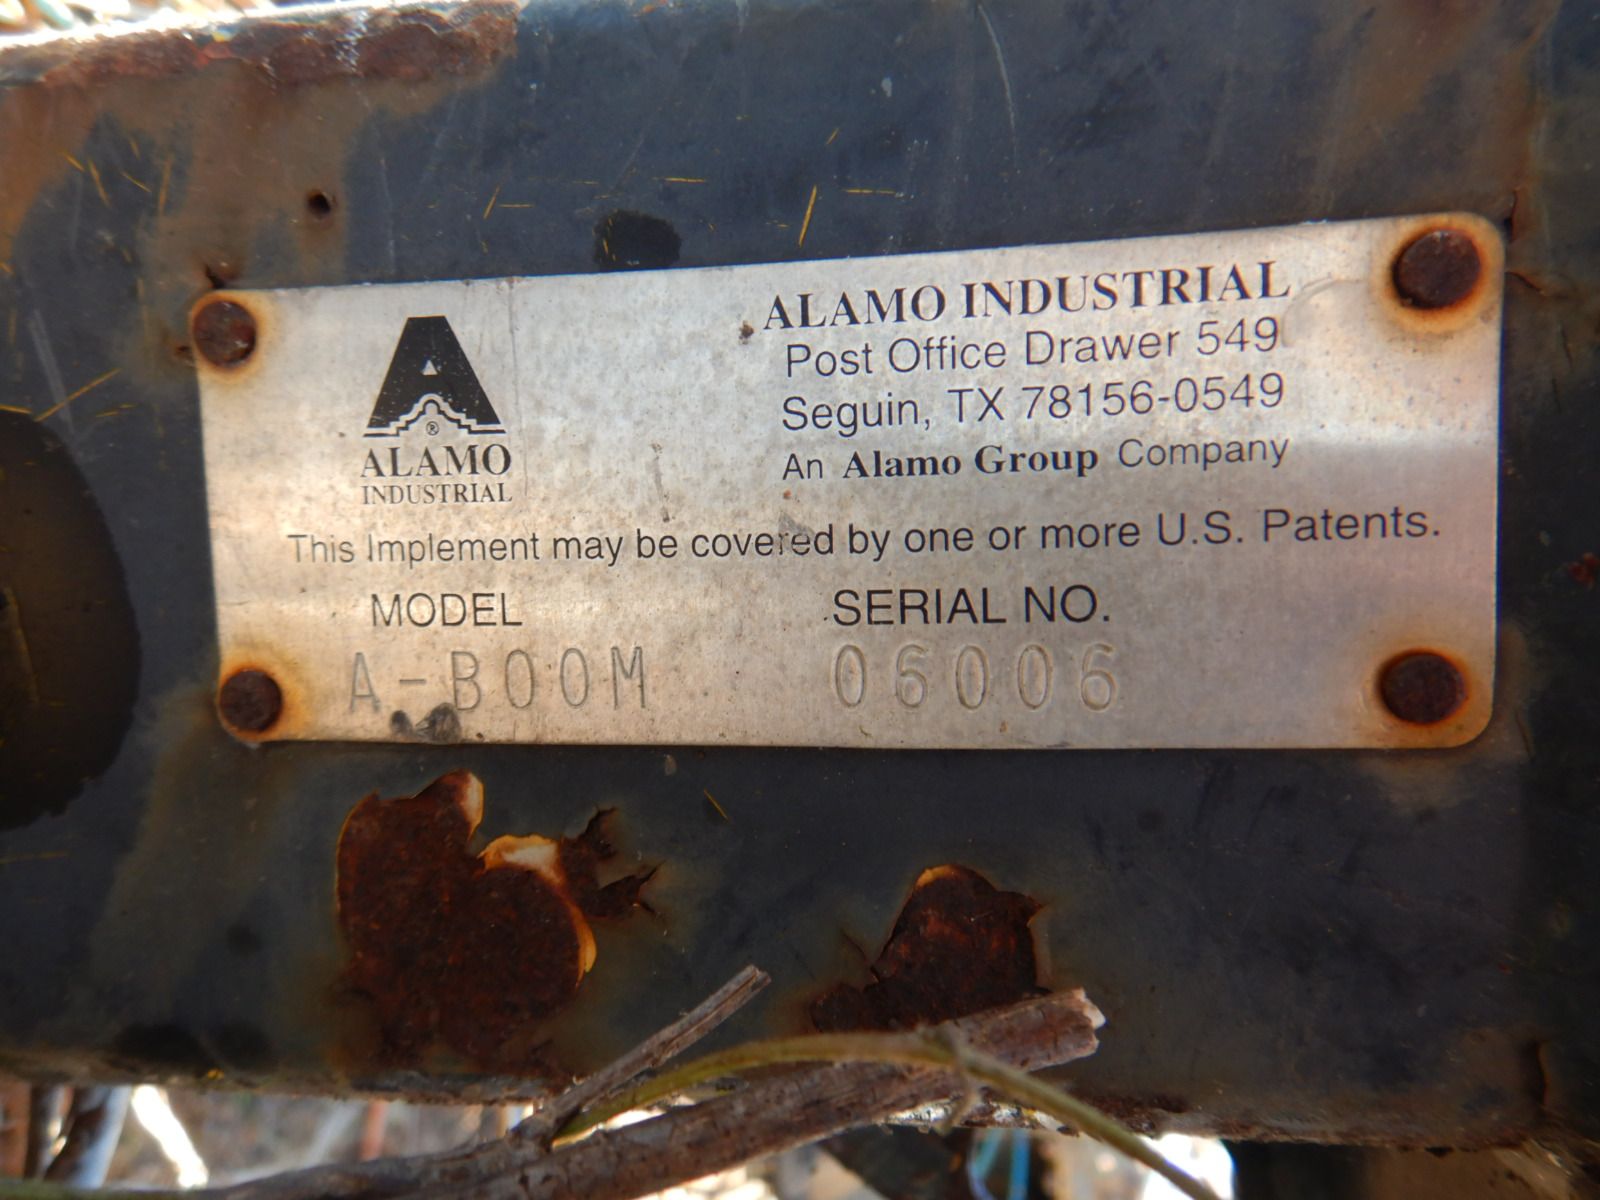 A
®
ALAMO
INDUSTRIAL
ALAMO INDUSTRIAL
Post Office Drawer 549
Seguin, TX 78156-0549
An Alamo Group Company
This Implement may be covered by one or more U.S. Patents.
MODEL SERIAL NO.
A-BOOM 06006